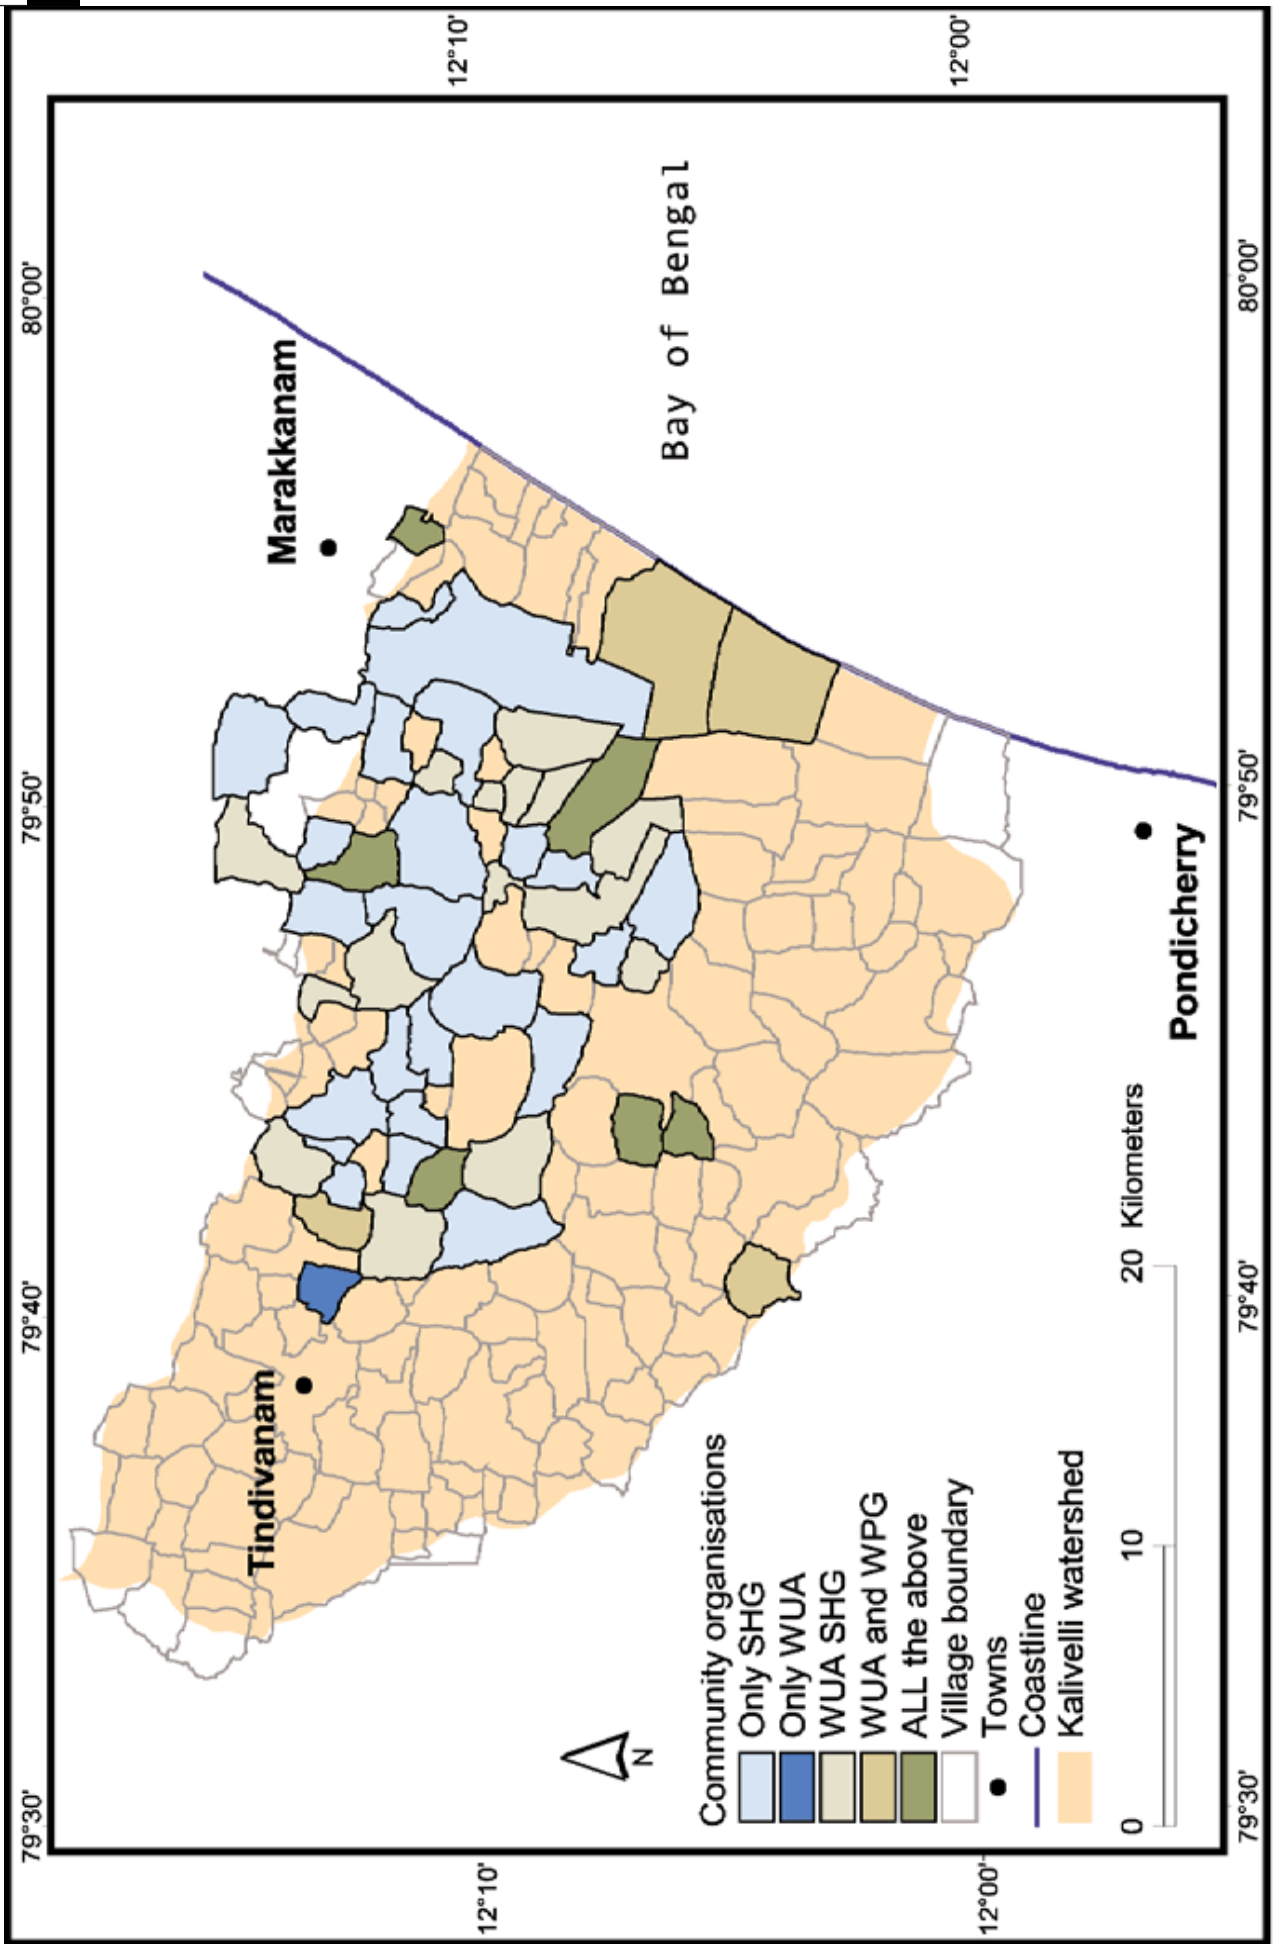 79°30'
79°40'
79°50'
80°00'
12°10'
12°00'
Marakkanam
Tindivanam
Pondicherry
Bay of Bengal
N
Community organisations
Only SHG
Only WUA
WUA SHG
WUA and WPG
ALL the above
Village boundary
Towns
Coastline
Kalivelli watershed
0 10 20 Kilometers
12°10'
12°00'
79°30'
79°40'
79°50'
80°00'